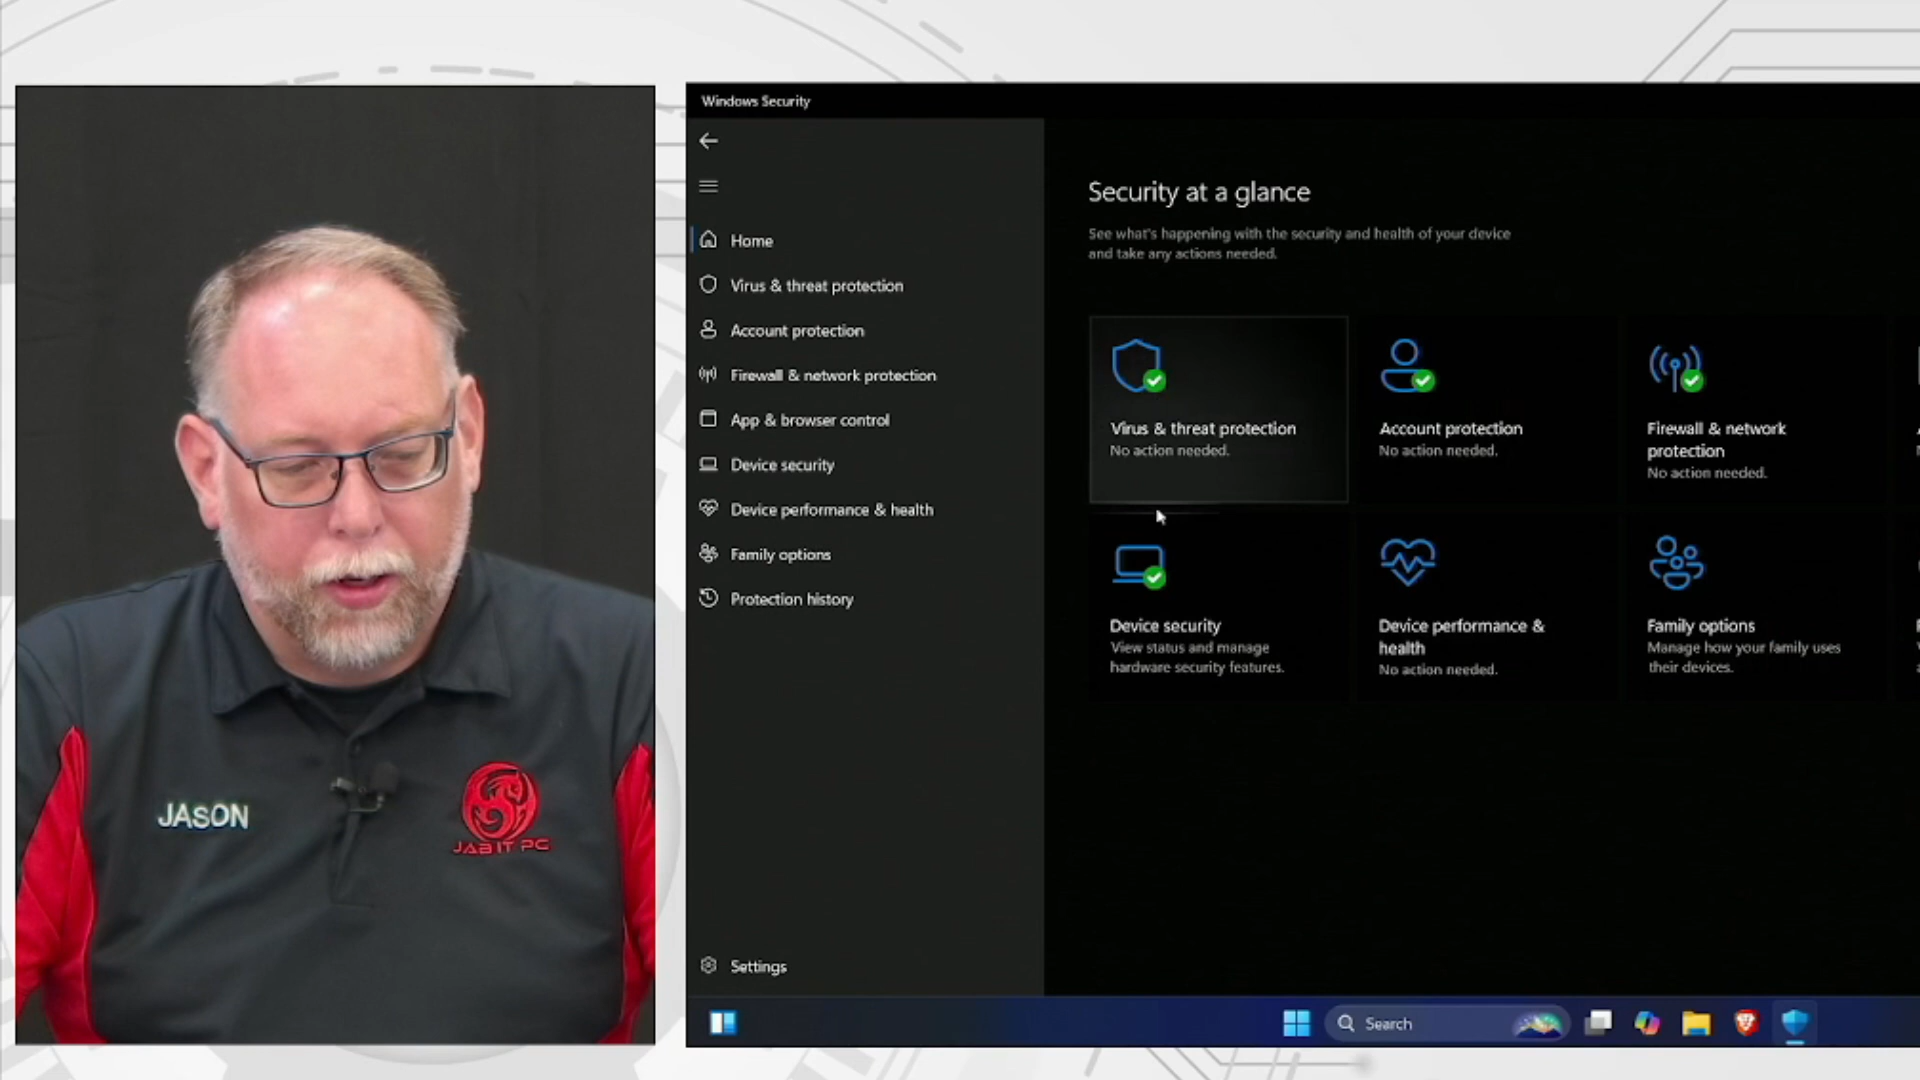 JASON
JAB IT PC
Windows Security
Home
Virus & threat protection
Account protection
Firewall & network protection
App & browser control
Device security
Device performance & health
Family options
Protection history
Settings
Security at a glance
See what's happening with the security and health of your device
and take any actions needed.
Virus & threat protection
No action needed.
Account protection
No action needed.
Firewall & network
protection
No action needed.
Device security
View status and manage
hardware security features.
Device performance &
health
No action needed.
Family options
Manage how your family uses
their devices.
Search